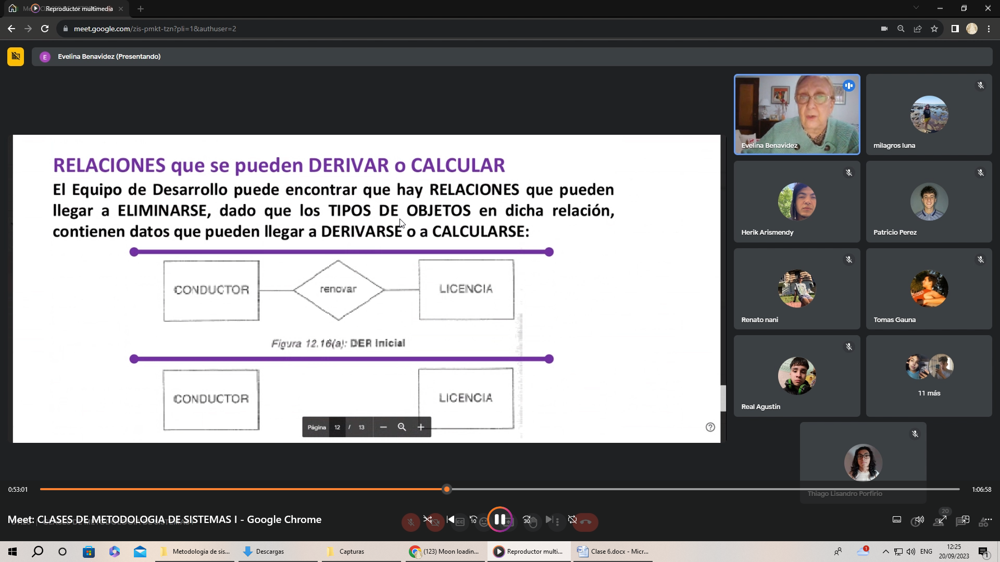 Reproductor multimedia
meet.google.com/zis-pmkt-tzn?pli=1&authuser=2
E
Evelina Benavidez (Presentando)
RELACIONES que se pueden DERIVAR o CALCULAR
El Equipo de Desarrollo puede encontrar que hay RELACIONES que pueden
llegar a ELIMINARSE, dado que los TIPOS DE OBJETOS en dicha relación,
contienen datos que pueden llegar a DERIVARSE o a CALCULARSE:
CONDUCTOR renovar LICENCIA
Figura 12.16(a): DER inicial
CONDUCTOR LICENCIA
Página 12 / 13
Evelina Benavidez
milagros luna
Herik Arismendy
Patricio Perez
Renato nani
Tomas Gauna
Real Agustín
11 más
Thiago Lisandro Porfirio
0:53:01
1:06:58
Meet: CLASES DE METODOLOGIA DE SISTEMAS I - Google Chrome
10
30
20
Metodologia de sis...
Descargas
Capturas
(123) Moon loadin...
Reproductor multi...
Clase 6.docx - Micr...
1
ENG
12:25
20/09/2023
1